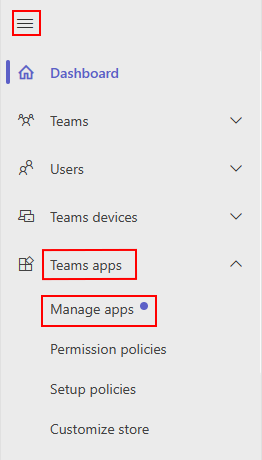 Dashboard
Teams
Users
Teams devices
Teams apps
Manage apps
Permission policies
Setup policies
Customize store